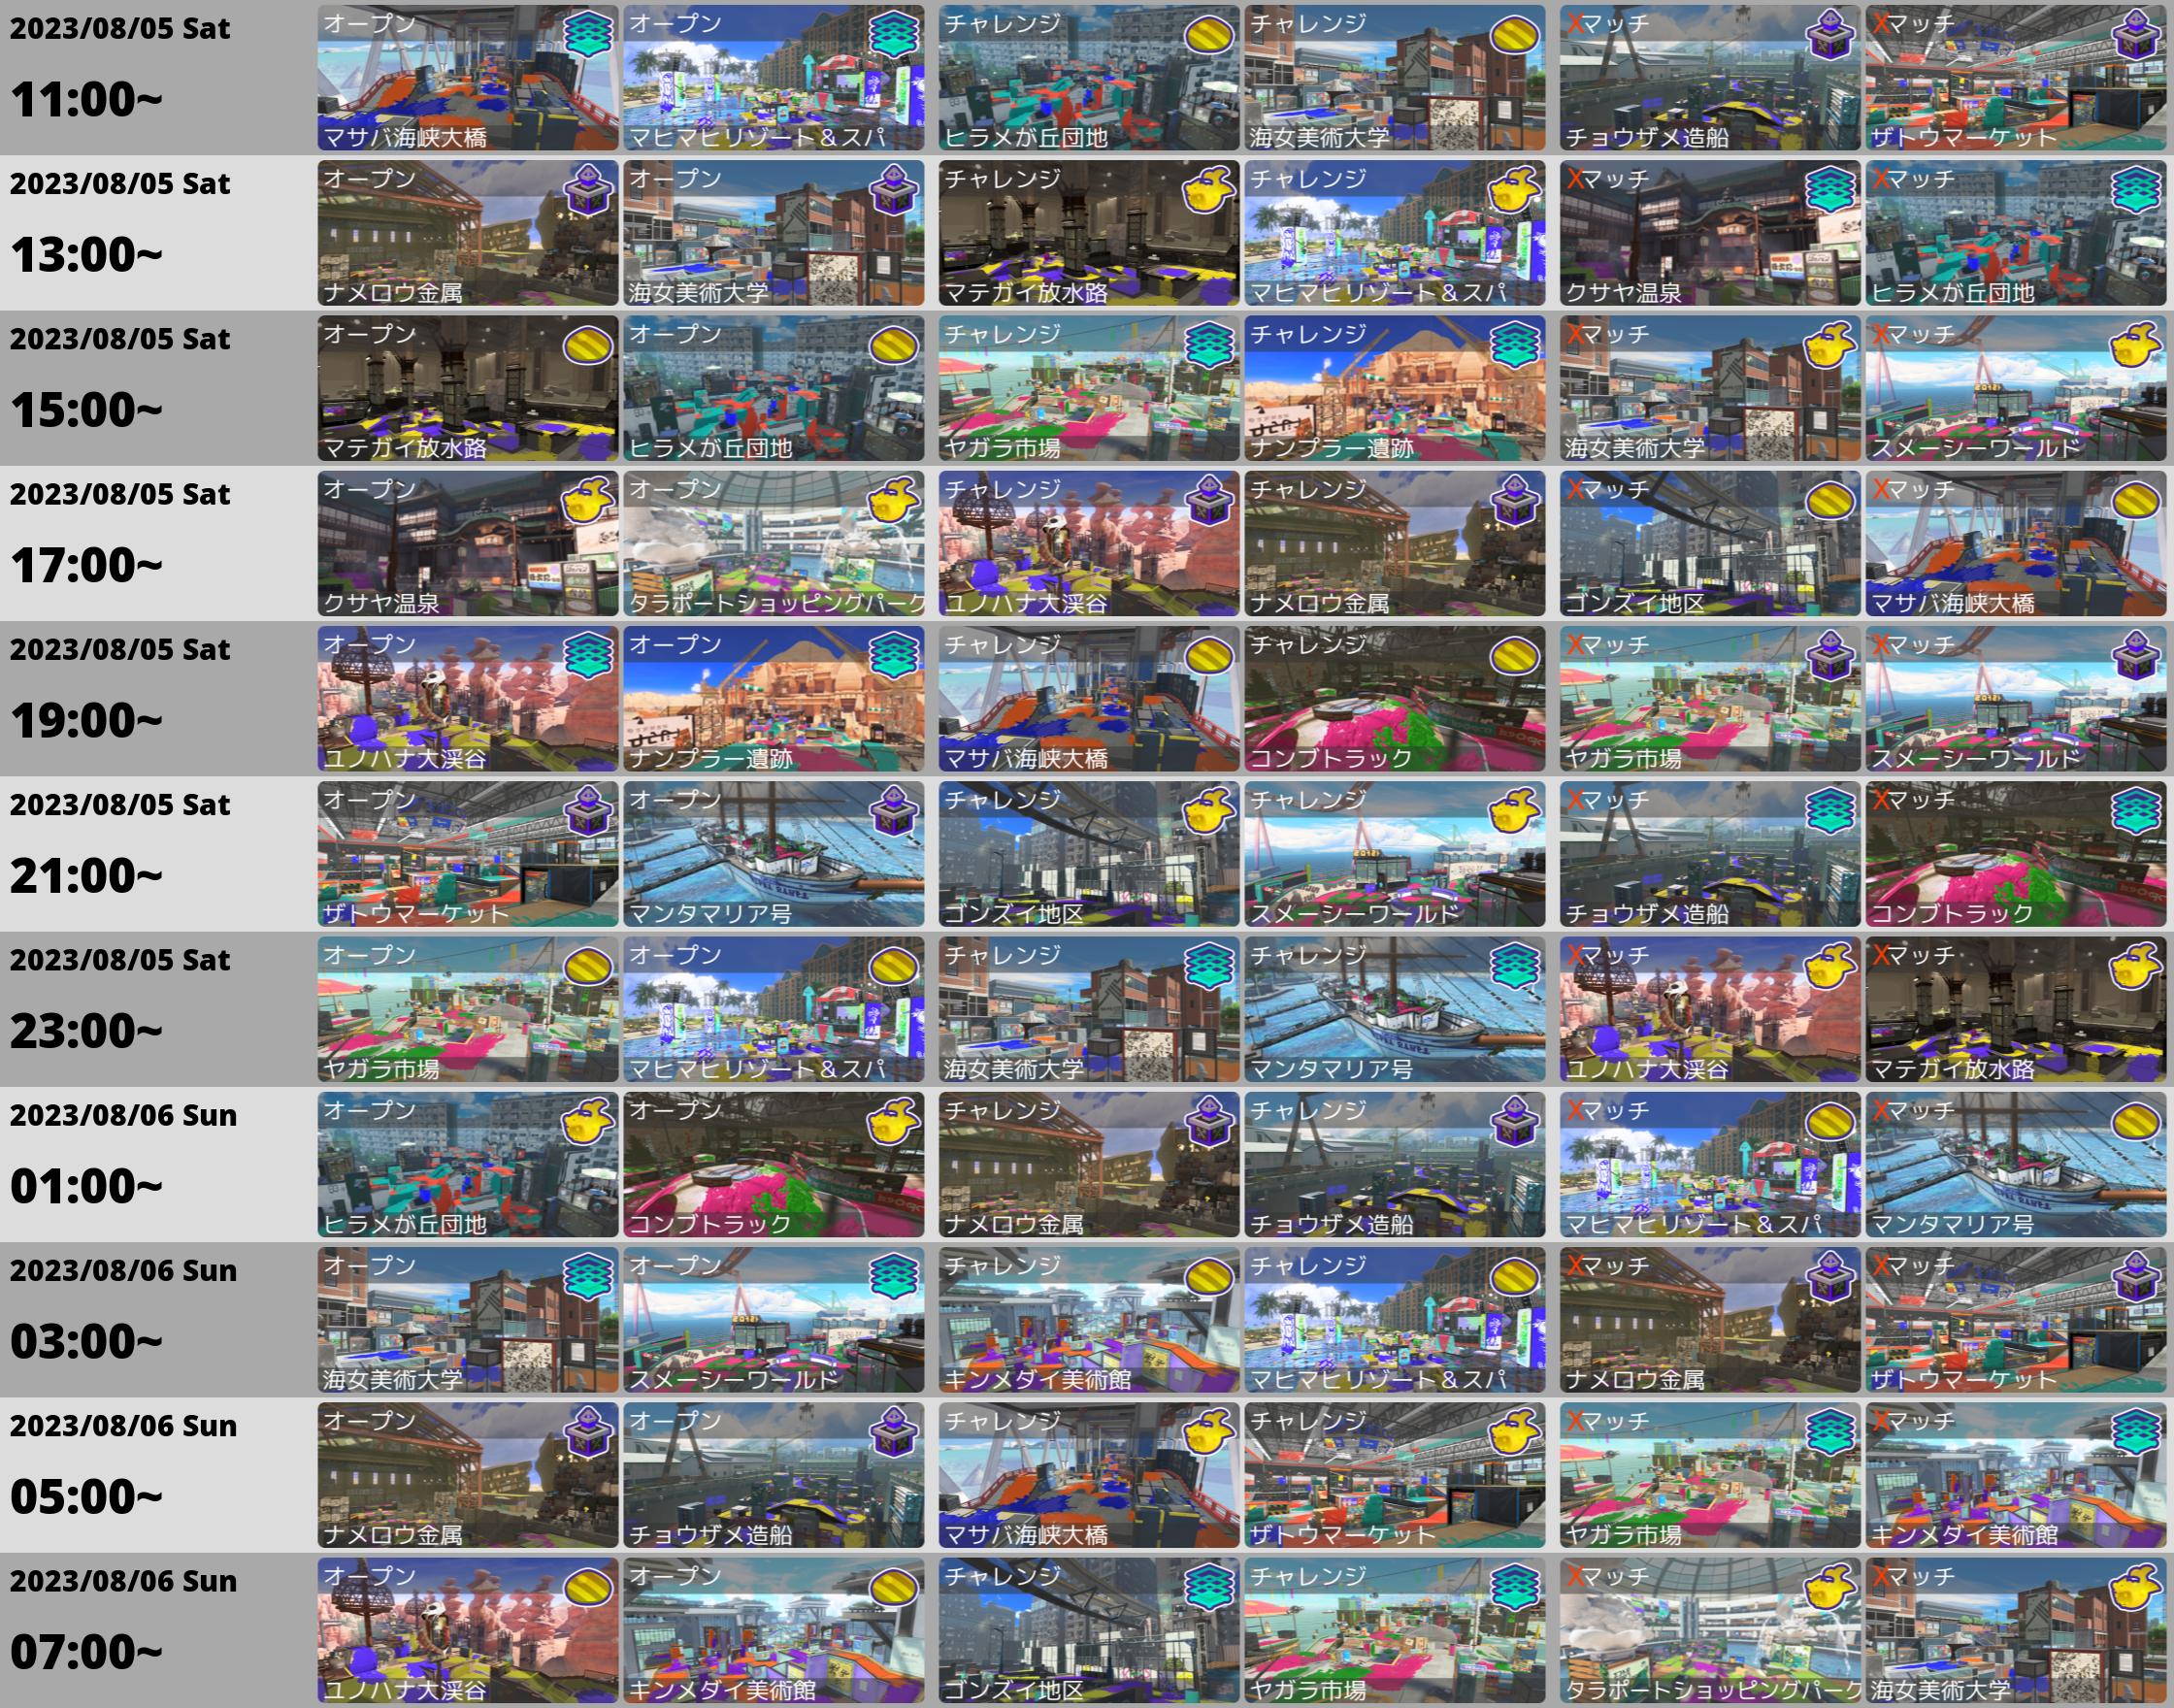 2023/08/05 Sat
11:00~
オープン オープン チャレンジ チャレンジ Xマッチ Xマッチ
マサバ海峡大橋 マヒマヒリゾート＆スパ ヒラメが丘団地 海女美術大学 チョウザメ造船 ザトウマーケット
2023/08/05 Sat
13:00~
オープン オープン チャレンジ チャレンジ Xマッチ Xマッチ
ナメロウ金属 海女美術大学 マテガイ放水路 マヒマヒリゾート＆スパ クサヤ温泉 ヒラメが丘団地
2023/08/05 Sat
15:00~
オープン オープン チャレンジ チャレンジ Xマッチ Xマッチ
マテガイ放水路 ヒラメが丘団地 ヤガラ市場 ナンプラー遺跡 海女美術大学 スメーシーワールド
2023/08/05 Sat
17:00~
オープン オープン チャレンジ チャレンジ Xマッチ Xマッチ
クサヤ温泉 タラポートショッピングパーク ユノハナ大渓谷 ナメロウ金属 ゴンズイ地区 マサバ海峡大橋
2023/08/05 Sat
19:00~
オープン オープン チャレンジ チャレンジ Xマッチ Xマッチ
ユノハナ大渓谷 ナンプラー遺跡 マサバ海峡大橋 コンブトラック ヤガラ市場 スメーシーワールド
2023/08/05 Sat
21:00~
オープン オープン チャレンジ チャレンジ Xマッチ Xマッチ
ザトウマーケット マンタマリア号 ゴンズイ地区 スメーシーワールド チョウザメ造船 コンブトラック
2023/08/05 Sat
23:00~
オープン オープン チャレンジ チャレンジ Xマッチ Xマッチ
ヤガラ市場 マヒマヒリゾート＆スパ 海女美術大学 マンタマリア号 ユノハナ大渓谷 マテガイ放水路
2023/08/06 Sun
01:00~
オープン オープン チャレンジ チャレンジ Xマッチ Xマッチ
ヒラメが丘団地 コンブトラック ナメロウ金属 チョウザメ造船 マヒマヒリゾート＆スパ マンタマリア号
2023/08/06 Sun
03:00~
オープン オープン チャレンジ チャレンジ Xマッチ Xマッチ
海女美術大学 スメーシーワールド キンメダイ美術館 マヒマヒリゾート＆スパ ナメロウ金属 ザトウマーケット
2023/08/06 Sun
05:00~
オープン オープン チャレンジ チャレンジ Xマッチ Xマッチ
ナメロウ金属 チョウザメ造船 マサバ海峡大橋 ザトウマーケット ヤガラ市場 キンメダイ美術館
2023/08/06 Sun
07:00~
オープン オープン チャレンジ チャレンジ Xマッチ Xマッチ
ユノハナ大渓谷 キンメダイ美術館 ゴンズイ地区 ヤガラ市場 タラポートショッピングパーク 海女美術大学